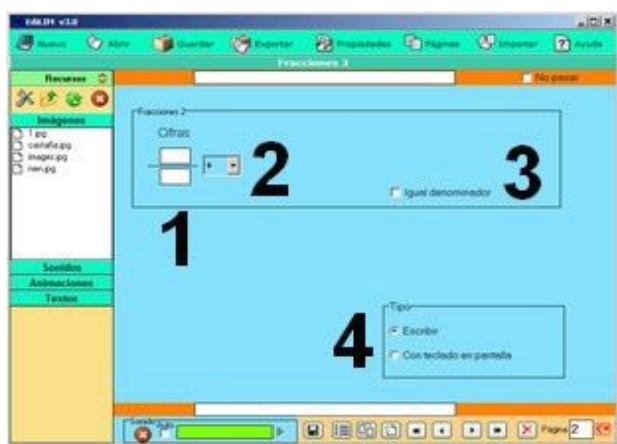 EdiLIM v3.0
Nuevo Abrir Guardar Exportar Propiedades Páginas Importar Ayuda
Fracciones 3
Recursos
No pasar
Imágenes
1.jpg
castaña.jpg
images.jpg
nen.jpg
Fracciones 2
Cifras
2
3
Igual denominador
1
Sonidos
Animaciones
Textos
Tipo
4
Escribir
Con teclado en pantalla
Sonido
Auto
Página 2